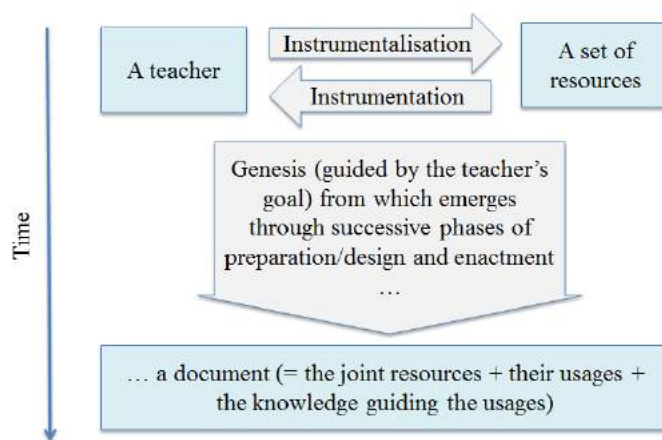 Instrumentalisation
A teacher
A set of
resources
Instrumentation
Genesis (guided by the teacher’s
goal) from which emerges
through successive phases of
preparation/design and enactment
…
Time
… a document (= the joint resources + their usages +
the knowledge guiding the usages)